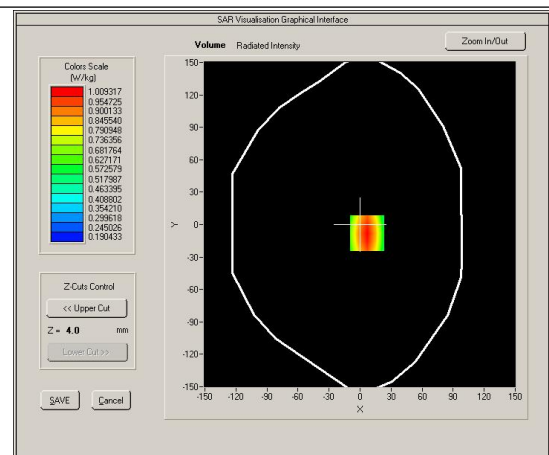 SAR Visualisation Graphical Interface
Volume Radiated Intensity
Zoom In/Out
Colors Scale
(W/kg)
1.009317
0.954725
0.900133
0.845540
0.790948
0.736356
0.681764
0.627171
0.572579
0.517987
0.463395
0.408802
0.354210
0.299618
0.245026
0.190433
Z-Cuts Control
<< Upper Cut
Z = 4.0 mm
Lower Cut >>
SAVE
Cancel
150-
120-
90-
60-
30-
0-
-30-
-60-
-90-
-120-
-150-
Y
-150 -120 -90 -60 -30 0 30 60 90 120 150
X